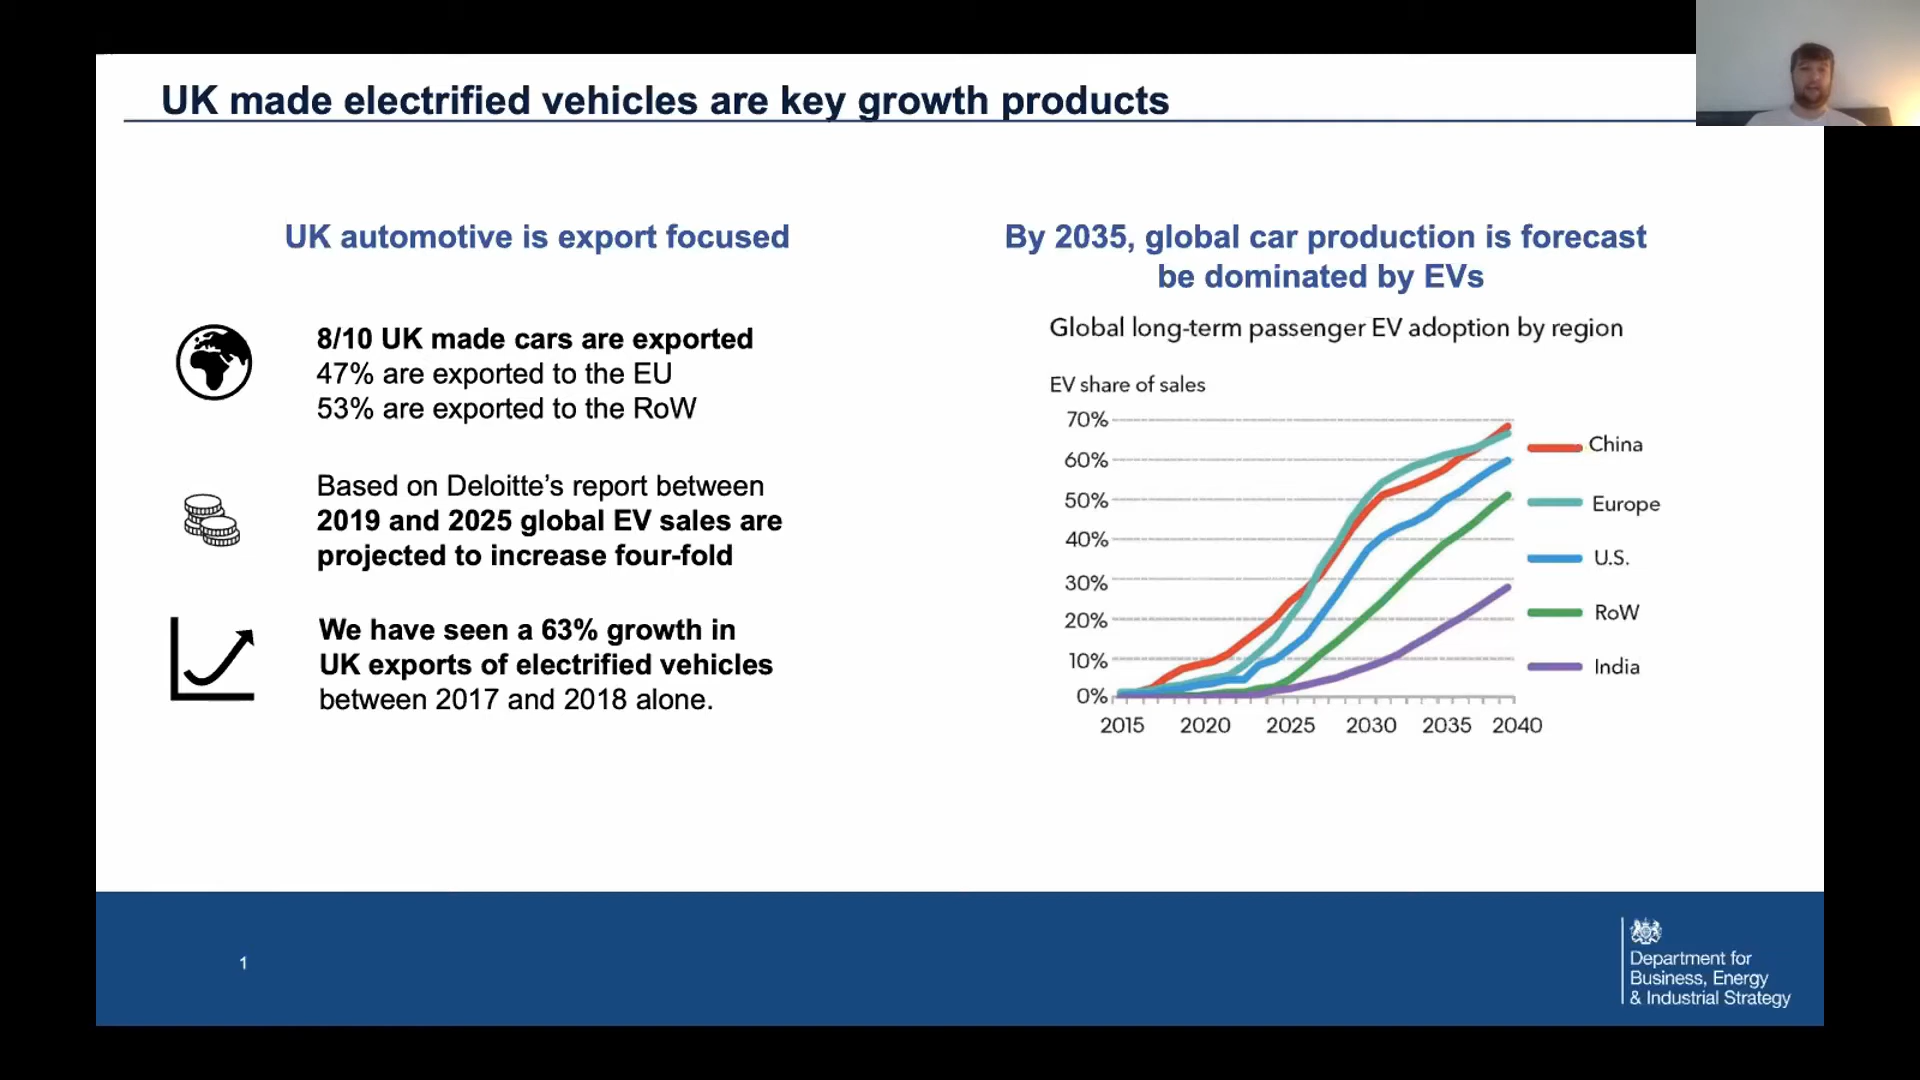 UK made electrified vehicles are key growth products
UK automotive is export focused
8/10 UK made cars are exported
47% are exported to the EU
53% are exported to the RoW
Based on Deloitte’s report between
2019 and 2025 global EV sales are
projected to increase four-fold
We have seen a 63% growth in
UK exports of electrified vehicles
between 2017 and 2018 alone.
By 2035, global car production is forecast
be dominated by EVs
Global long-term passenger EV adoption by region
EV share of sales
70%
60%
50%
40%
30%
20%
10%
0%
2015 2020 2025 2030 2035 2040
China
Europe
U.S.
RoW
India
1
Department for
Business, Energy
& Industrial Strategy